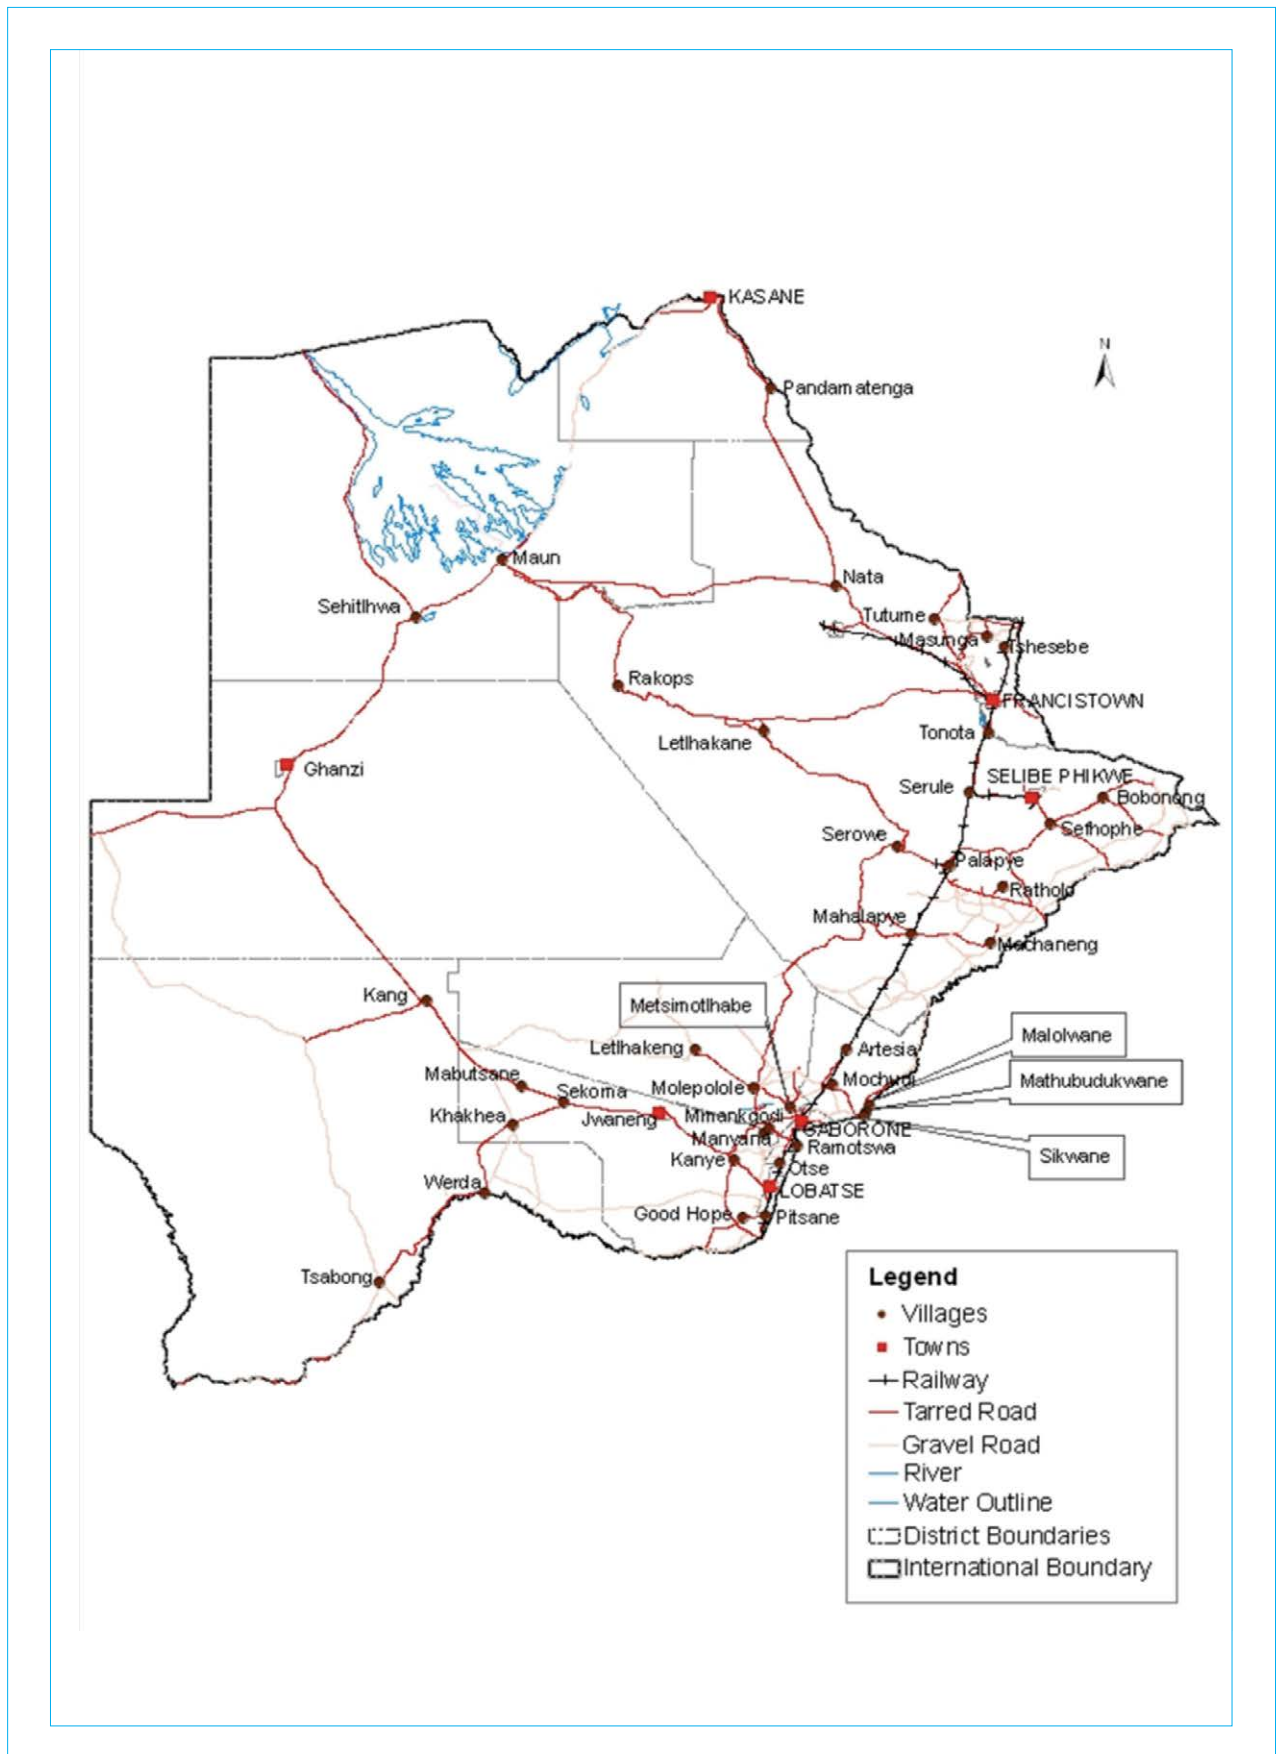 KASANE
N
Pandamatenga
Maun
Nata
Sehitlhwa
Tutume
Masunga
Tshesebe
Rakops
FRANCISTOWN
Tonota
Letlhakane
Ghanzi
SELIBE PHIKWE
Serule
Bobonong
Sefhophe
Serowe
Palapye
Ratholo
Mahalapye
Machaneng
Kang
Metsimotlhabe
Malolwane
Letlhakeng
Artesia
Mabutsane
Molepolole
Mochudi
Mathubudukwane
Sekoma
Khakhea
Jwaneng
Mmankgodi
GABORONE
Manyana
Ramotswa
Sikwane
Kanye
Otse
Werda
LOBATSE
Good Hope
Pitsane
Tsabong
Legend
Villages
Towns
Railway
Tarred Road
Gravel Road
River
Water Outline
District Boundaries
International Boundary